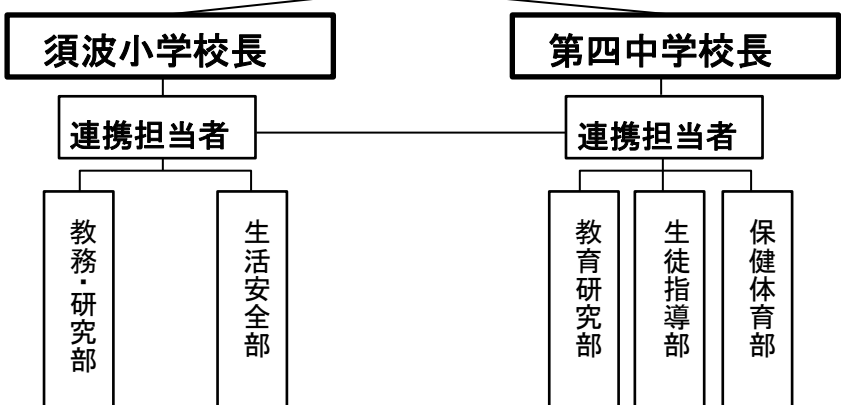 須波小学校長
第四中学校長
連携担当者
連携担当者
教務・研究部
生活安全部
教育研究部
生徒指導部
保健体育部